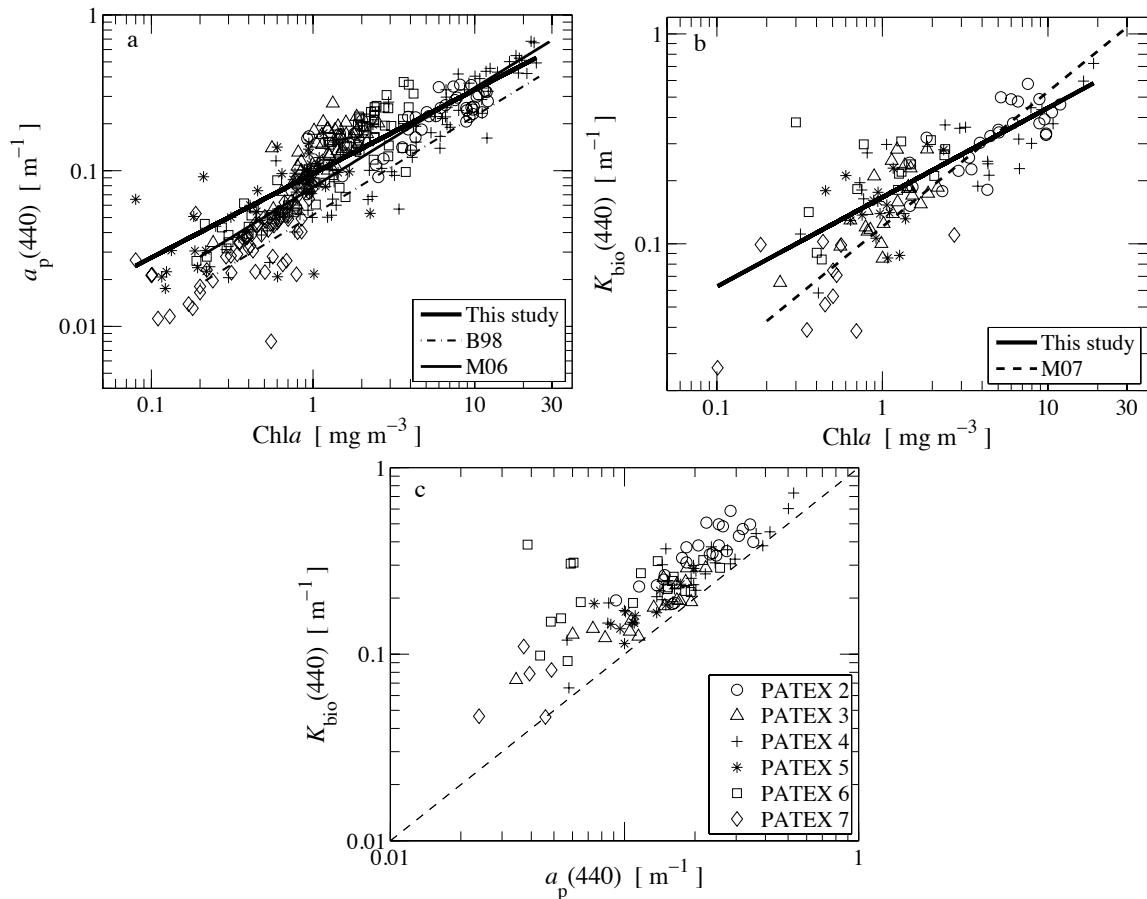 a
1
0.1
0.01
a_p(440) [ m⁻¹ ]
0.1
1
10
30
Chla [ mg m⁻³ ]
This study
B98
M06
b
1
0.1
K_bio(440) [ m⁻¹ ]
0.1
1
10
30
Chla [ mg m⁻³ ]
This study
M07
c
1
0.1
0.01
K_bio(440) [ m⁻¹ ]
0.01
0.1
1
a_p(440) [ m⁻¹ ]
PATEX 2
PATEX 3
PATEX 4
PATEX 5
PATEX 6
PATEX 7